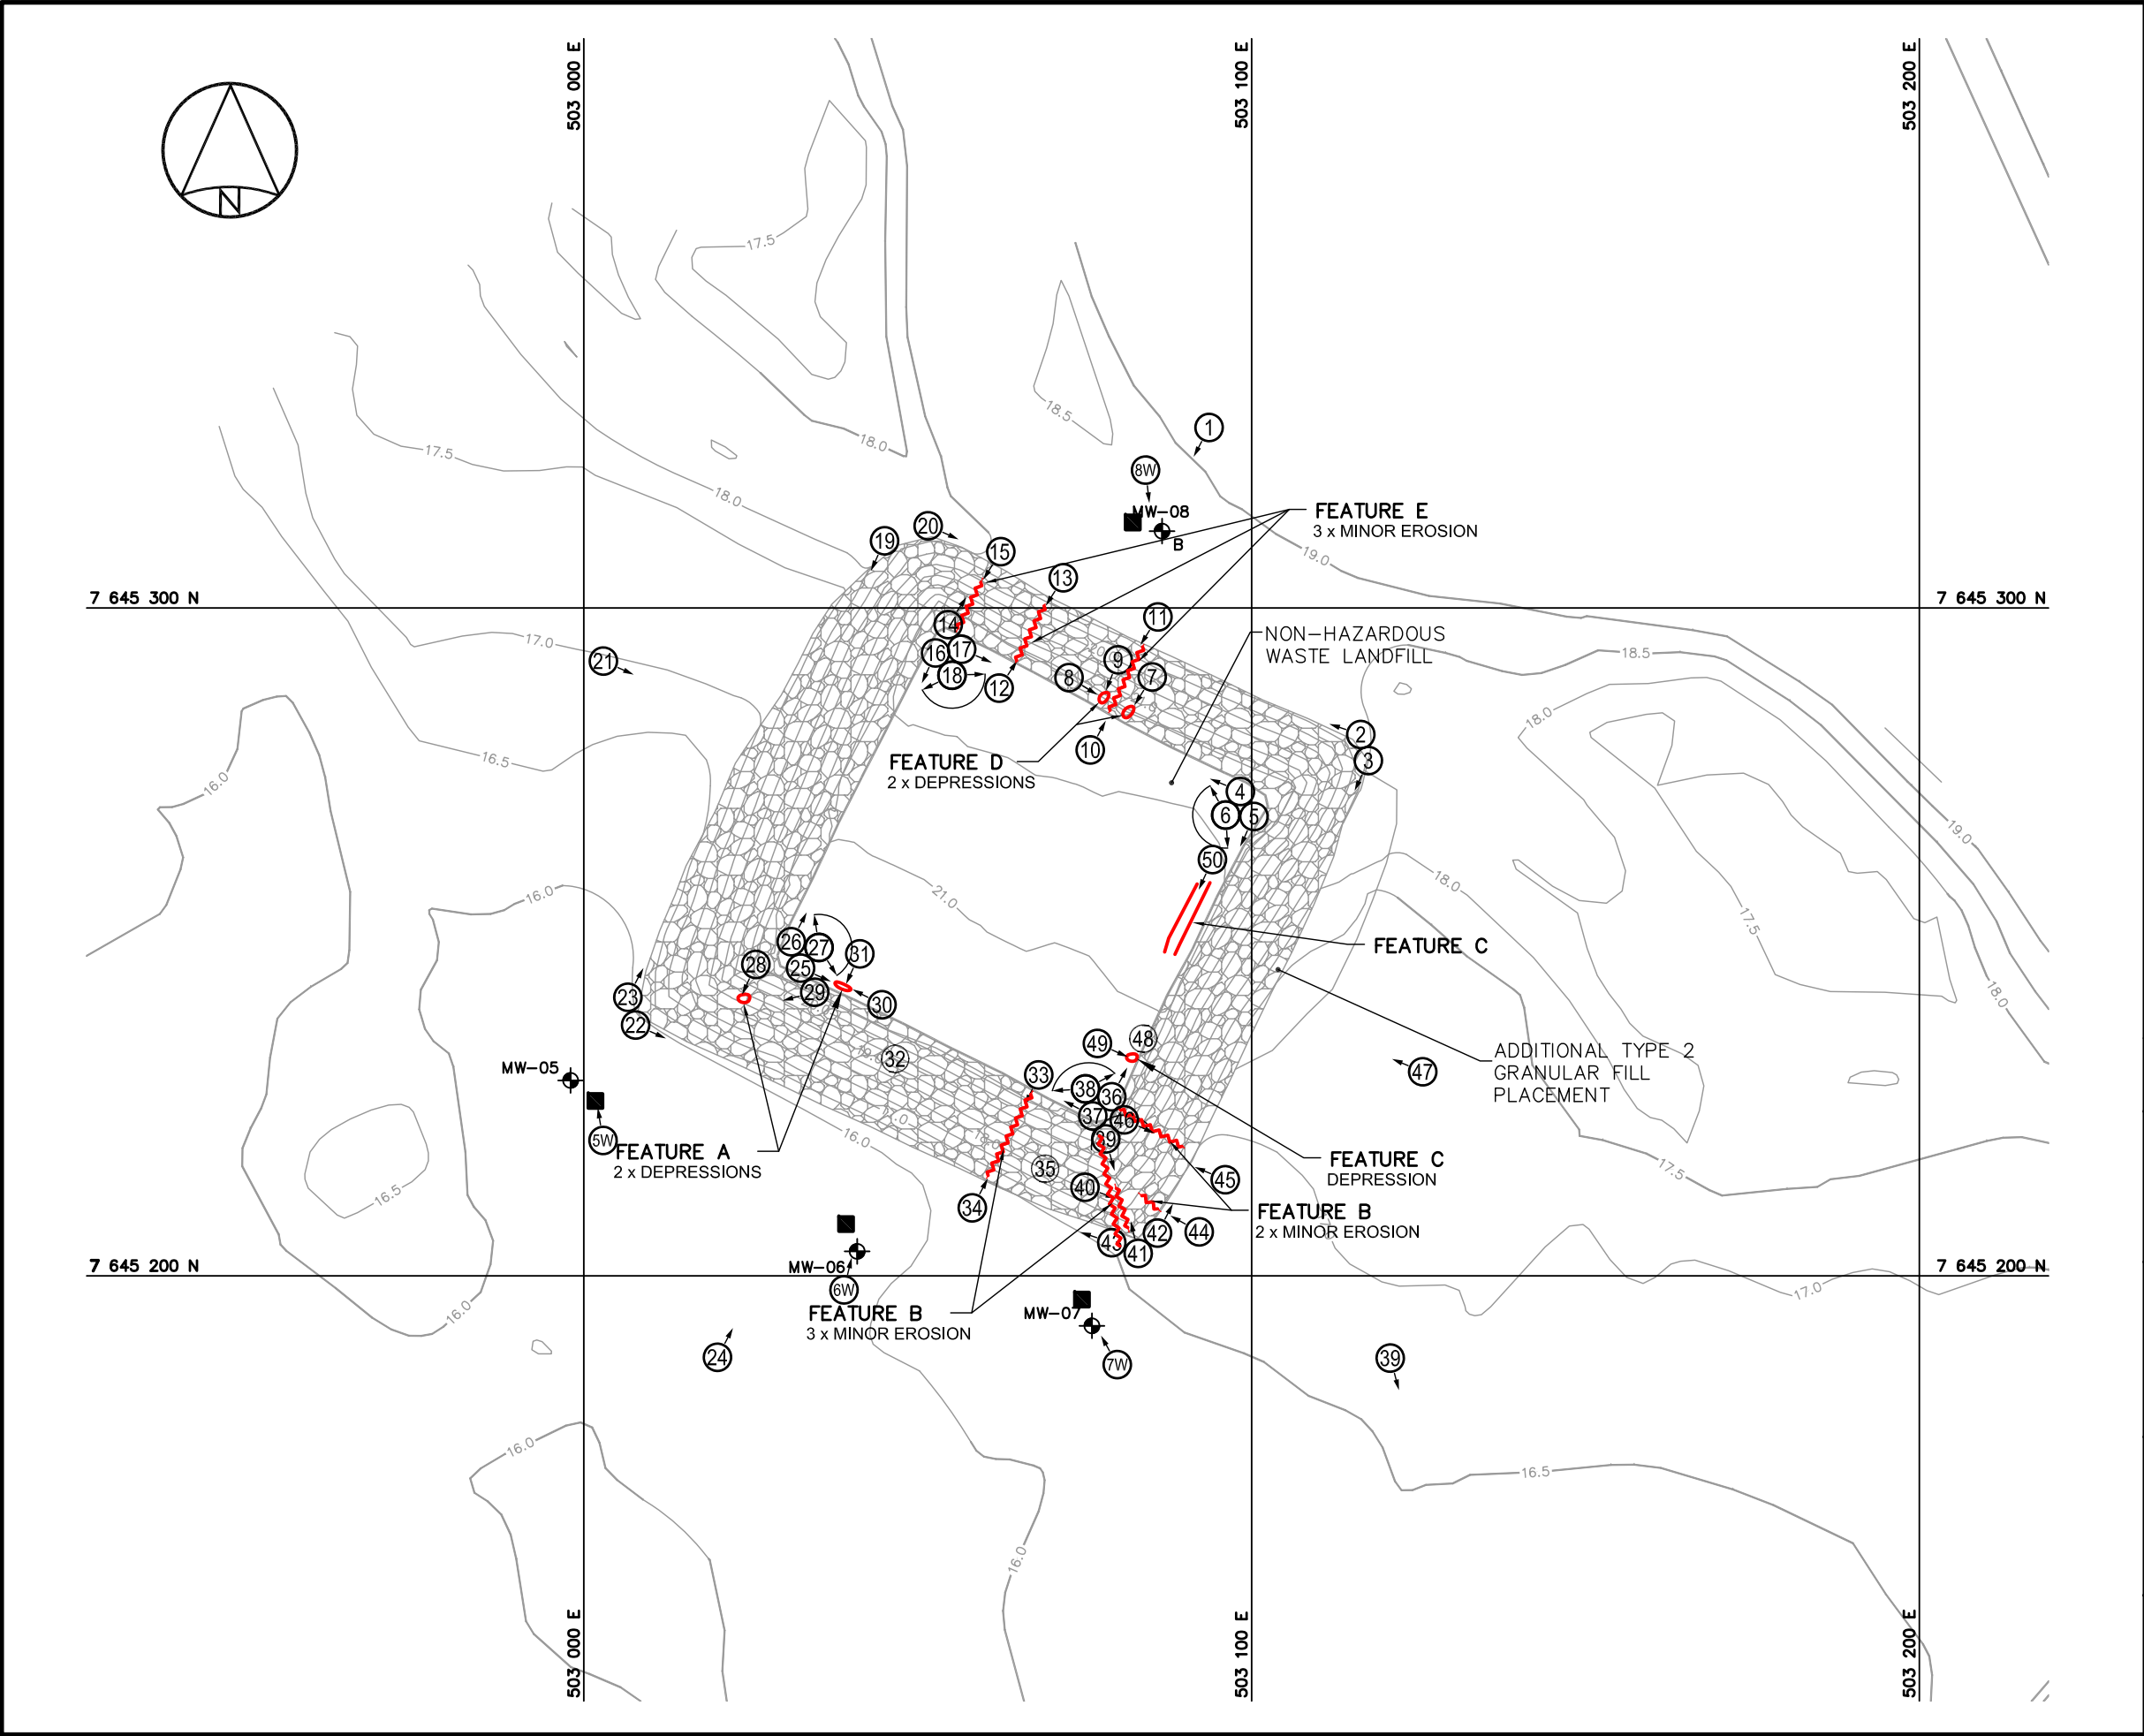 503 000 E
503 100 E
503 200 E
N
17.5
18.5
18.0
17.5
18.0
1
8W
MW-08
B
FEATURE E
3 x MINOR EROSION
20
19
15
13
19.0
7 645 300 N
7 645 300 N
11
14
NON-HAZARDOUS
WASTE LANDFILL
17.0
16
17
9
7
18.5
21
18
12
8
18.0
2
10
3
FEATURE D
2 x DEPRESSIONS
16.5
16.0
4
6
5
19.0
50
18.0
21.0
16.0
17.5
26
27
31
FEATURE C
28
25
29
30
23
22
18.0
49
48
32
ADDITIONAL TYPE 2
GRANULAR FILL
PLACEMENT
MW-05
47
33
38
36
37
46
16.0
5W
FEATURE A
2 x DEPRESSIONS
39
FEATURE C
DEPRESSION
17.5
35
45
16.5
40
34
FEATURE B
2 x MINOR EROSION
42
44
43
41
7 645 200 N
7 645 200 N
MW-06
6W
17.0
16.0
FEATURE B
3 x MINOR EROSION
MW-07
7W
24
39
16.0
16.5
16.0
503 000 E
503 100 E
503 200 E